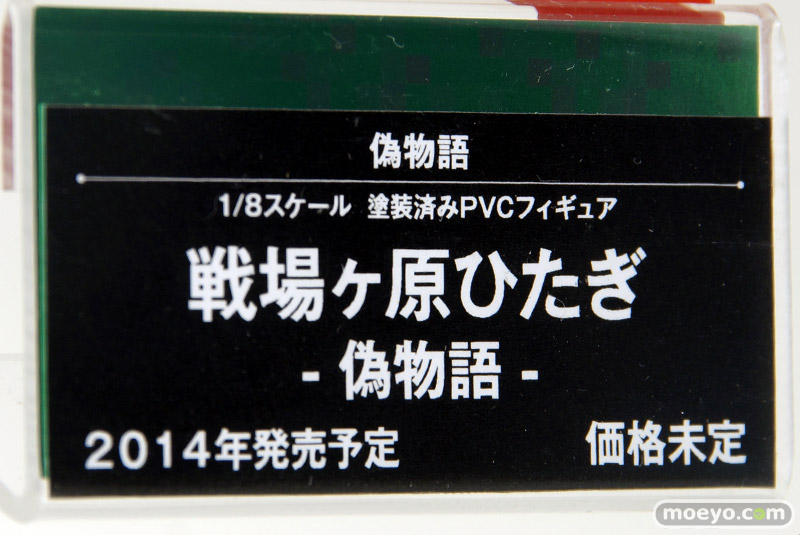 偽物語
1/8スケール 塗装済みPVCフィギュア
戦場ヶ原ひたぎ
- 偽物語 -
2014年発売予定 価格未定
moeyo.com